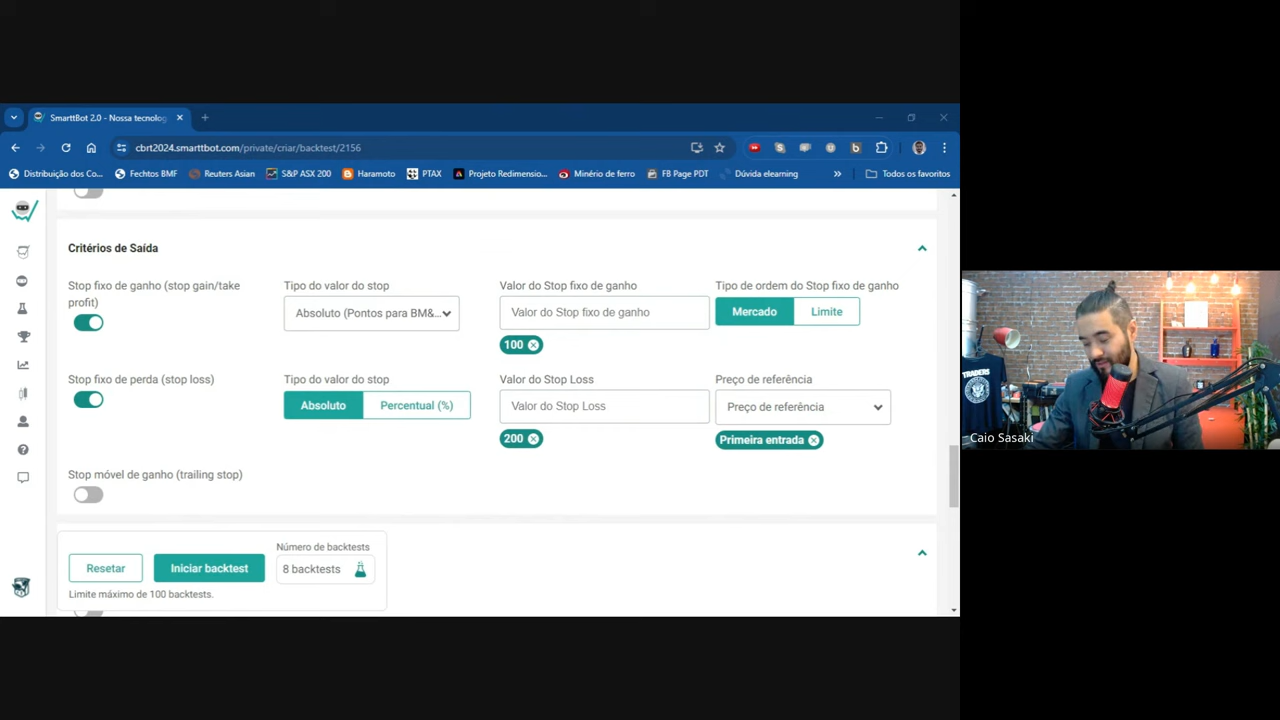 SmarttBot 2.0 - Nossa tecnolog
cbrt2024.smarttbot.com/private/criar/backtest/2156
Distribuição dos Co...
Fechtos BMF
Reuters Asian
S&P ASX 200
Haramoto
PTAX
Projeto Redimensio...
Minério de ferro
FB Page PDT
Dúvida elearning
»
Todos os favoritos
Critérios de Saída
Stop fixo de ganho (stop gain/take
profit)
Tipo do valor do stop
Absoluto (Pontos para BM&...
Valor do Stop fixo de ganho
Valor do Stop fixo de ganho
100
Tipo de ordem do Stop fixo de ganho
Mercado
Limite
Stop fixo de perda (stop loss)
Tipo do valor do stop
Absoluto
Percentual (%)
Valor do Stop Loss
Valor do Stop Loss
200
Preço de referência
Preço de referência
Primeira entrada
Stop móvel de ganho (trailing stop)
Resetar
Iniciar backtest
Número de backtests
8 backtests
Limite máximo de 100 backtests.
TRADERS
Caio Sasaki